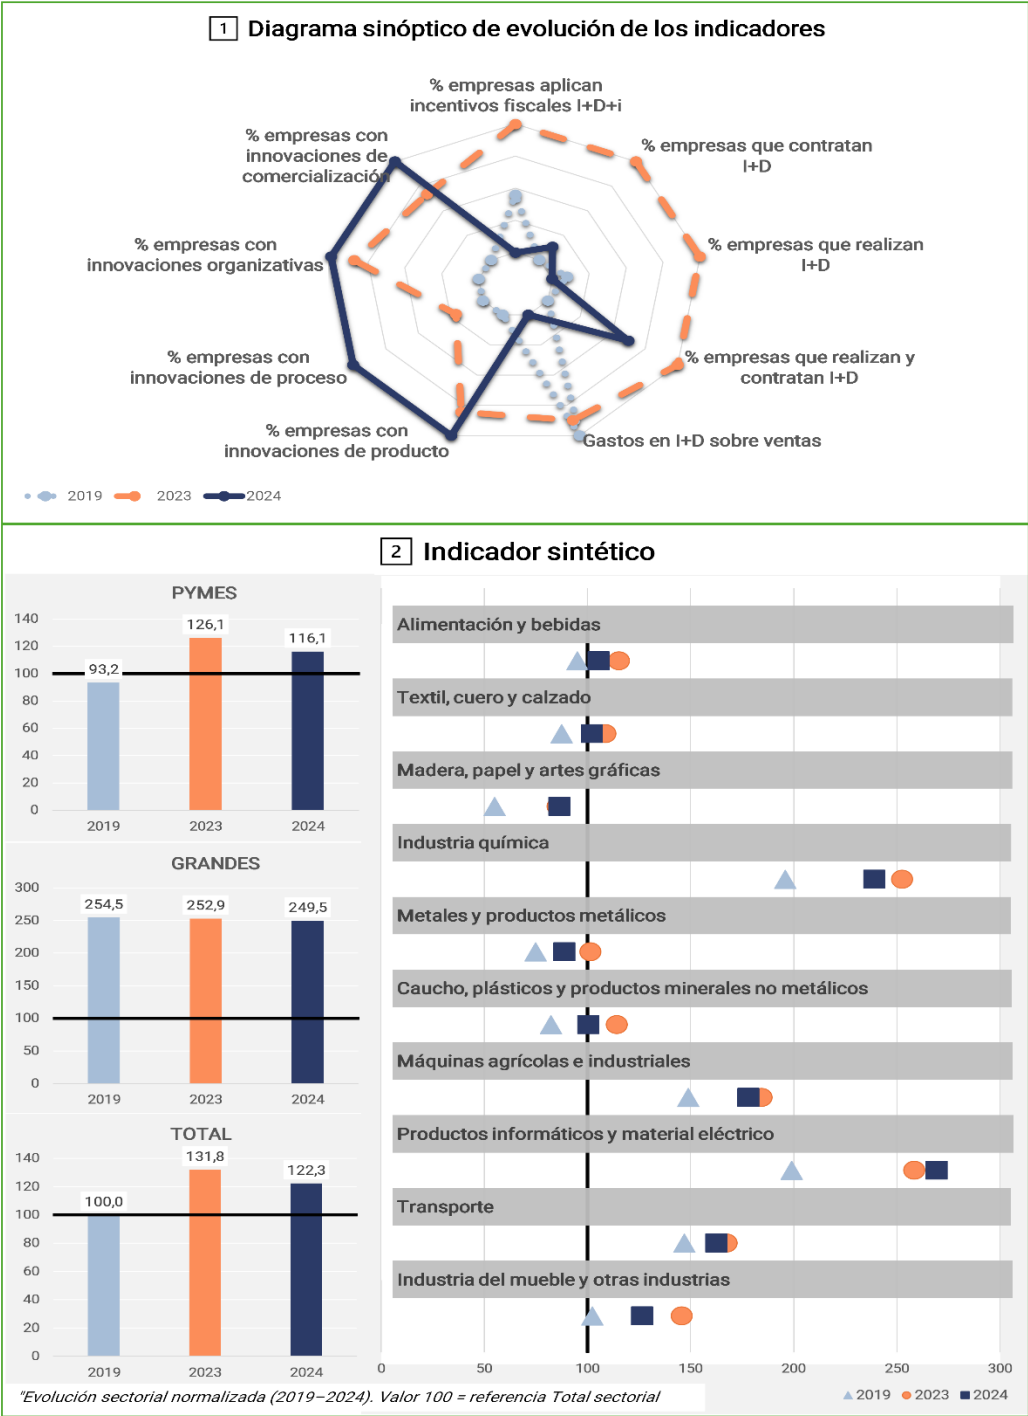 1 Diagrama sinóptico de evolución de los indicadores
% empresas aplican
incentivos fiscales I+D+i
% empresas que contratan
I+D
% empresas que realizan
I+D
% empresas que realizan y
contratan I+D
Gastos en I+D sobre ventas
% empresas con
innovaciones de producto
% empresas con
innovaciones de proceso
% empresas con
innovaciones organizativas
% empresas con
innovaciones de
comercialización
2019 2023 2024
2 Indicador sintético
PYMES
140
120
100
80
60
40
20
0
93,2
126,1
116,1
2019 2023 2024
GRANDES
300
250
200
150
100
50
0
254,5
252,9
249,5
2019 2023 2024
TOTAL
140
120
100
80
60
40
20
0
100,0
131,8
122,3
2019 2023 2024
Alimentación y bebidas
Textil, cuero y calzado
Madera, papel y artes gráficas
Industria química
Metales y productos metálicos
Caucho, plásticos y productos minerales no metálicos
Máquinas agrícolas e industriales
Productos informáticos y material eléctrico
Transporte
Industria del mueble y otras industrias
0 50 100 150 200 250 300
2019 2023 2024
"Evolución sectorial normalizada (2019–2024). Valor 100 = referencia Total sectorial